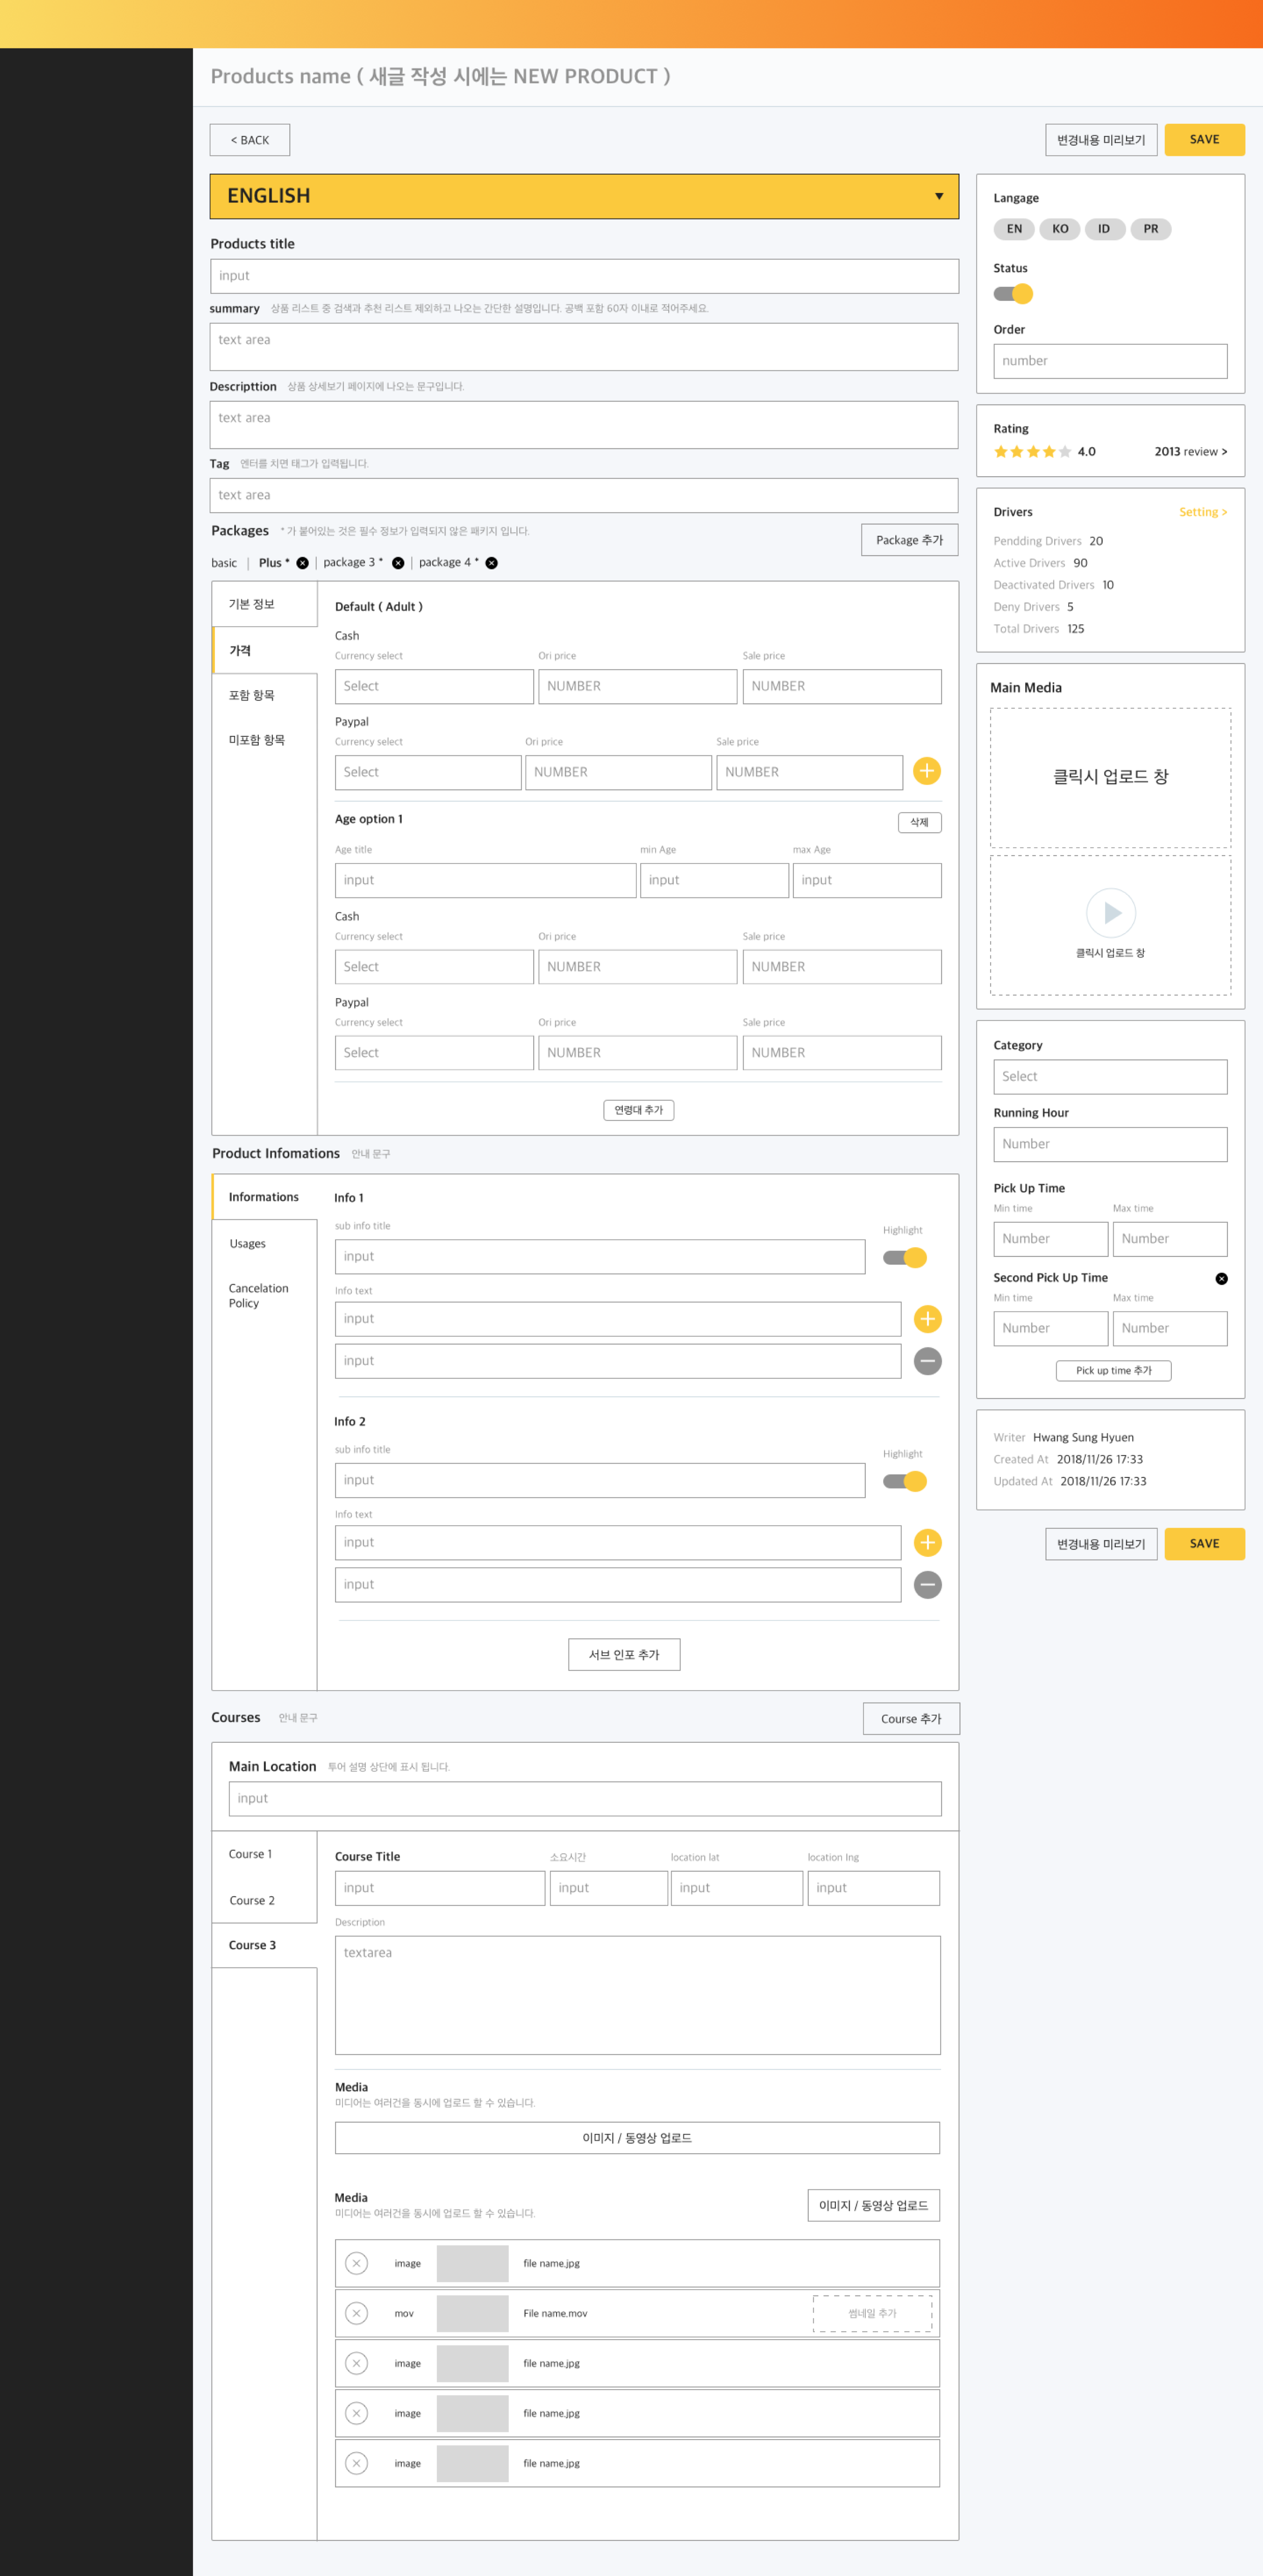 Products name ( 새글 작성 시에는 NEW PRODUCT )
< BACK
변경내용 미리보기
SAVE
ENGLISH
Products title
input
summary 상품 리스트 중 검색과 추천 리스트 제외하고 나오는 간단한 설명입니다. 공백 포함 60자 이내로 적어주세요.
text area
Descripttion 상품 상세보기 페이지에 나오는 문구입니다.
text area
Tag 엔터를 치면 태그가 입력됩니다.
text area
Packages * 가 붙어있는 것은 필수 정보가 입력되지 않은 패키지 입니다.
Package 추가
basic | Plus * | package 3 * | package 4 *
기본 정보
가격
포함 항목
미포함 항목
Default ( Adult )
Cash
Currency select Ori price Sale price
Select NUMBER NUMBER
Paypal
Currency select Ori price Sale price
Select NUMBER NUMBER
Age option 1
삭제
Age title min Age max Age
input input input
Cash
Currency select Ori price Sale price
Select NUMBER NUMBER
Paypal
Currency select Ori price Sale price
Select NUMBER NUMBER
연령대 추가
Product Infomations 안내 문구
Informations
Usages
Cancelation
Policy
Info 1
sub info title
Highlight
input
Info text
input
input
Info 2
sub info title
Highlight
input
Info text
input
input
서브 인포 추가
Courses 안내 문구
Course 추가
Main Location 투어 설명 상단에 표시 됩니다.
input
Course 1
Course 2
Course 3
Course Title 소요시간 location lat location lng
input input input input
Description
textarea
Media
미디어는 여러건을 동시에 업로드 할 수 있습니다.
이미지 / 동영상 업로드
Media
미디어는 여러건을 동시에 업로드 할 수 있습니다.
이미지 / 동영상 업로드
image file name.jpg
mov File name.mov 썸네일 추가
image file name.jpg
image file name.jpg
image file name.jpg
Langage
EN KO ID PR
Status
Order
number
Rating
4.0 2013 review >
Drivers Setting >
Pendding Drivers 20
Active Drivers 90
Deactivated Drivers 10
Deny Drivers 5
Total Drivers 125
Main Media
클릭시 업로드 창
클릭시 업로드 창
Category
Select
Running Hour
Number
Pick Up Time
Min time Max time
Number Number
Second Pick Up Time
Min time Max time
Number Number
Pick up time 추가
Writer Hwang Sung Hyuen
Created At 2018/11/26 17:33
Updated At 2018/11/26 17:33
변경내용 미리보기
SAVE